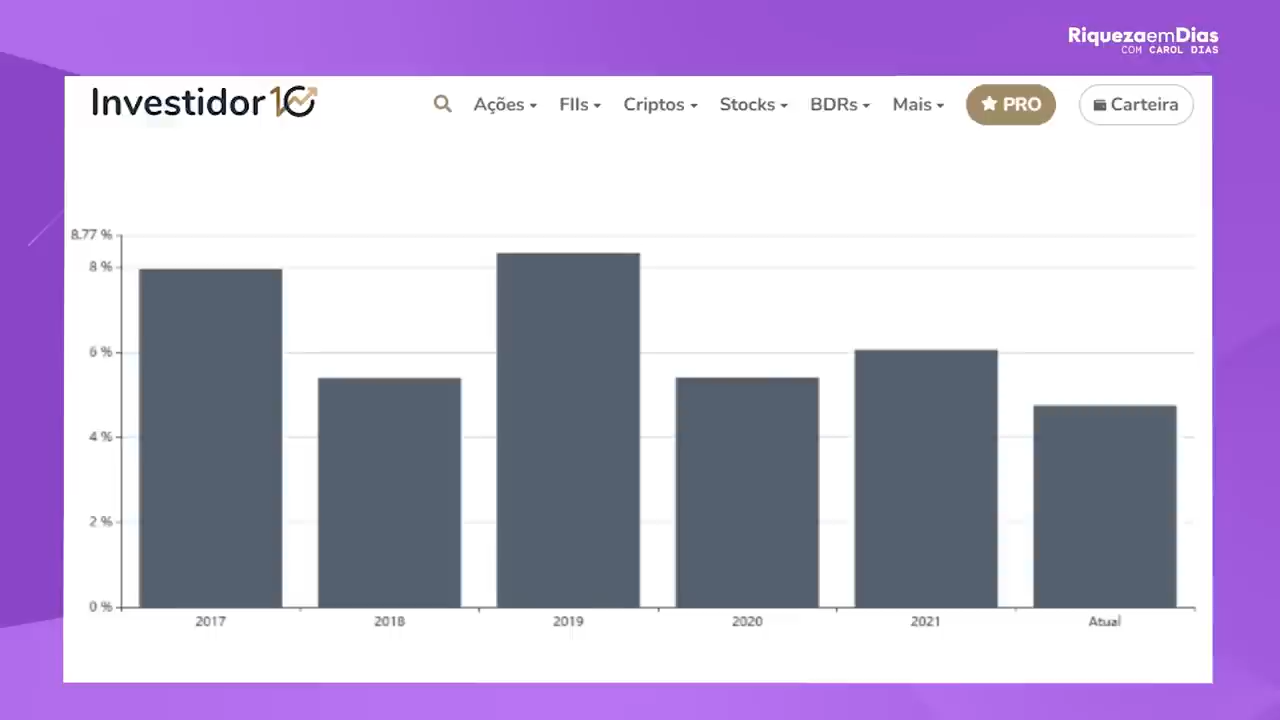 RiquezaemDias
COM CAROL DIAS
Investidor10
Ações FIIs Criptos Stocks BDRs Mais PRO Carteira
8.77 %
8 %
6 %
4 %
2 %
0 %
2017 2018 2019 2020 2021 Atual